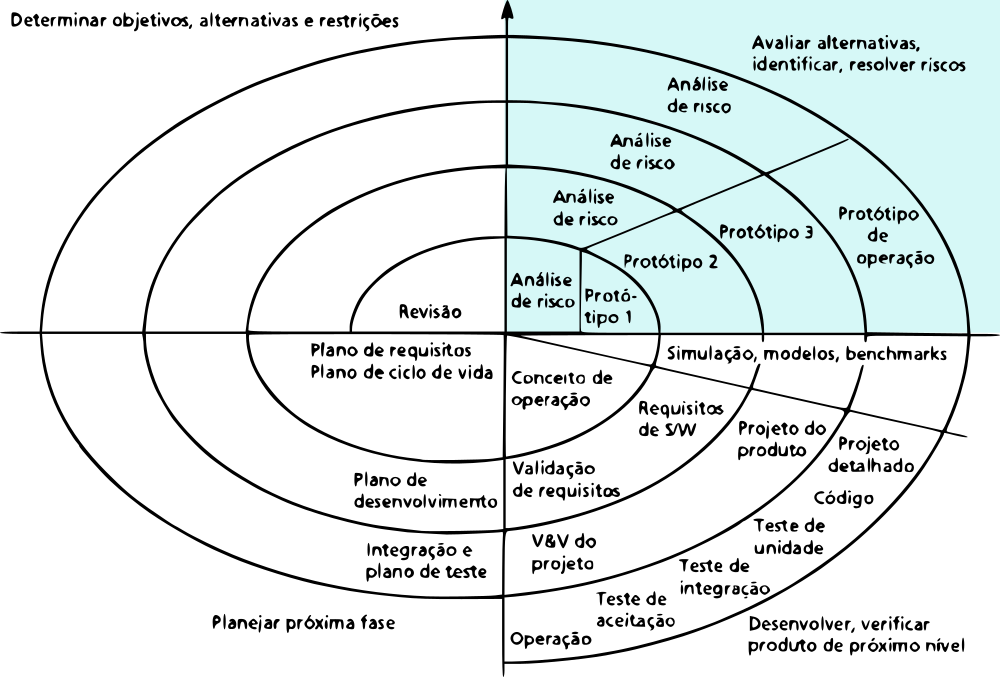 Determinar objetivos, alternativas e restrições
Avaliar alternativas,
identificar, resolver riscos
Análise
de risco
Análise
de risco
Análise
de risco
Análise
de risco
Protó-
tipo 1
Protótipo 2
Protótipo 3
Protótipo
de
operação
Revisão
Plano de requisitos
Plano de ciclo de vida
Simulação, modelos, benchmarks
Conceito de
operação
Requisitos
de S/W
Projeto do
produto
Projeto
detalhado
Plano de
desenvolvimento
Validação
de requisitos
Código
Integração e
plano de teste
V&V do
projeto
Teste de
unidade
Teste de
integração
Teste de
aceitação
Operação
Planejar próxima fase
Desenvolver, verificar
produto de próximo nível